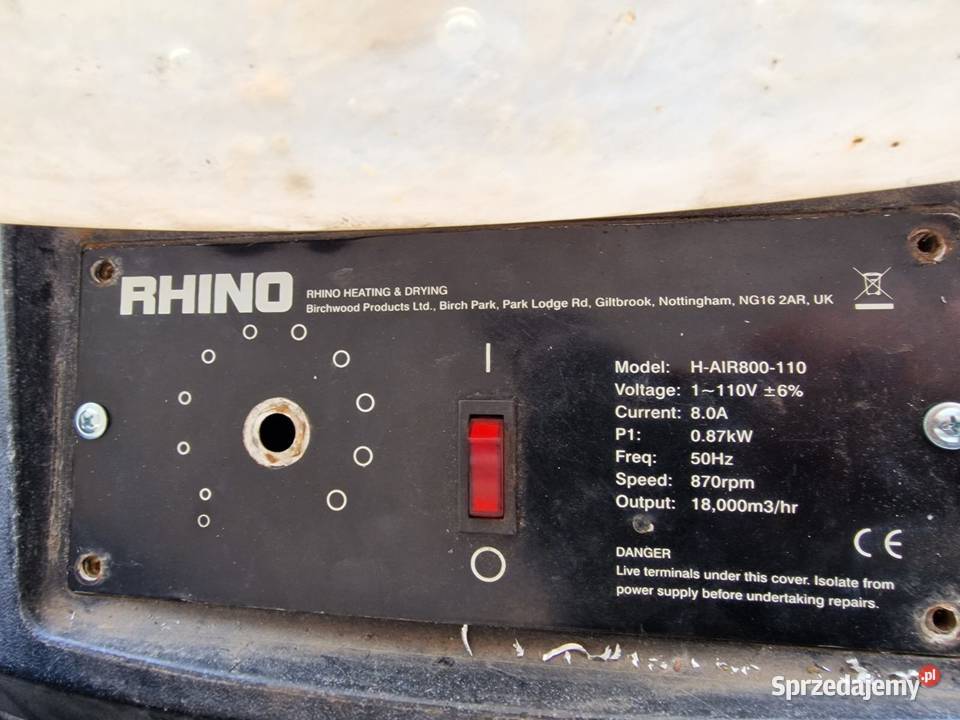 RHINO
RHINO HEATING & DRYING
Birchwood Products Ltd., Birch Park, Park Lodge Rd, Giltbrook, Nottingham, NG16 2AR, UK
Model: H-AIR800-110
Voltage: 1~110V ±6%
Current: 8.0A
P1: 0.87kW
Freq: 50Hz
Speed: 870rpm
Output: 18,000m3/hr
CE
DANGER
Live terminals under this cover. Isolate from
power supply before undertaking repairs.
Sprzedajemy.pl